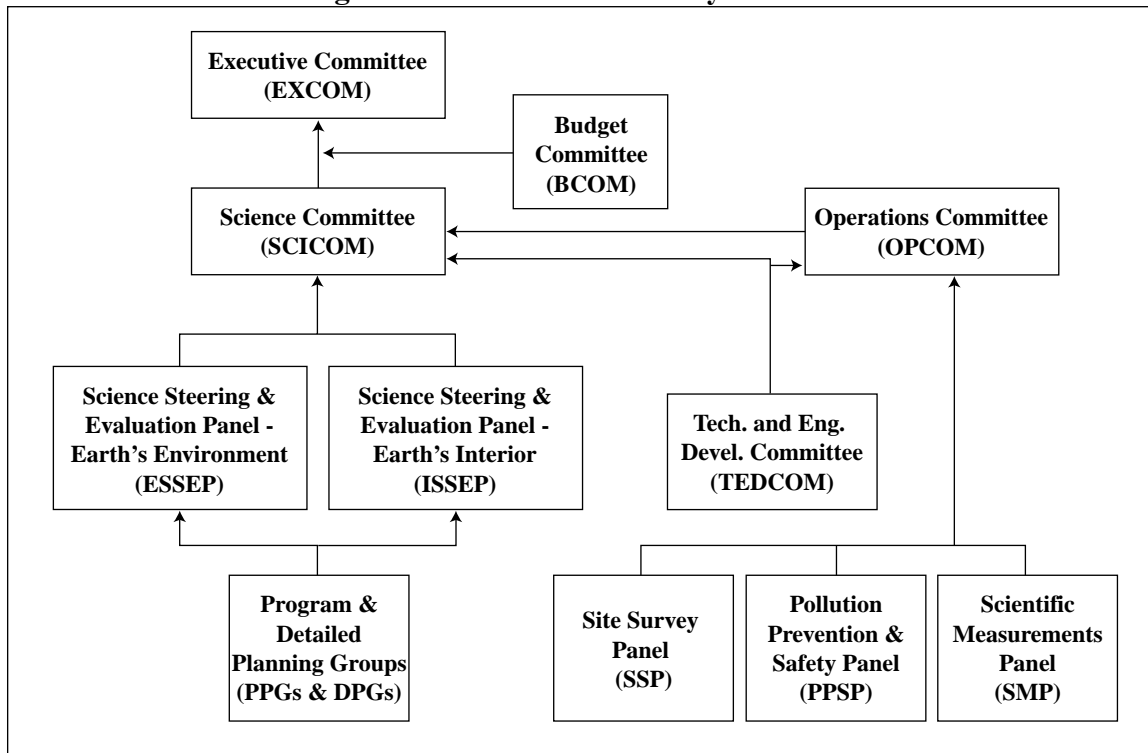 Executive Committee
(EXCOM)
Budget
Committee
(BCOM)
Science Committee
(SCICOM)
Operations Committee
(OPCOM)
Science Steering &
Evaluation Panel -
Earth's Environment
(ESSEP)
Science Steering &
Evaluation Panel -
Earth's Interior
(ISSEP)
Tech. and Eng.
Devel. Committee
(TEDCOM)
Program &
Detailed
Planning Groups
(PPGs & DPGs)
Site Survey
Panel
(SSP)
Pollution
Prevention &
Safety Panel
(PPSP)
Scientific
Measurements
Panel
(SMP)